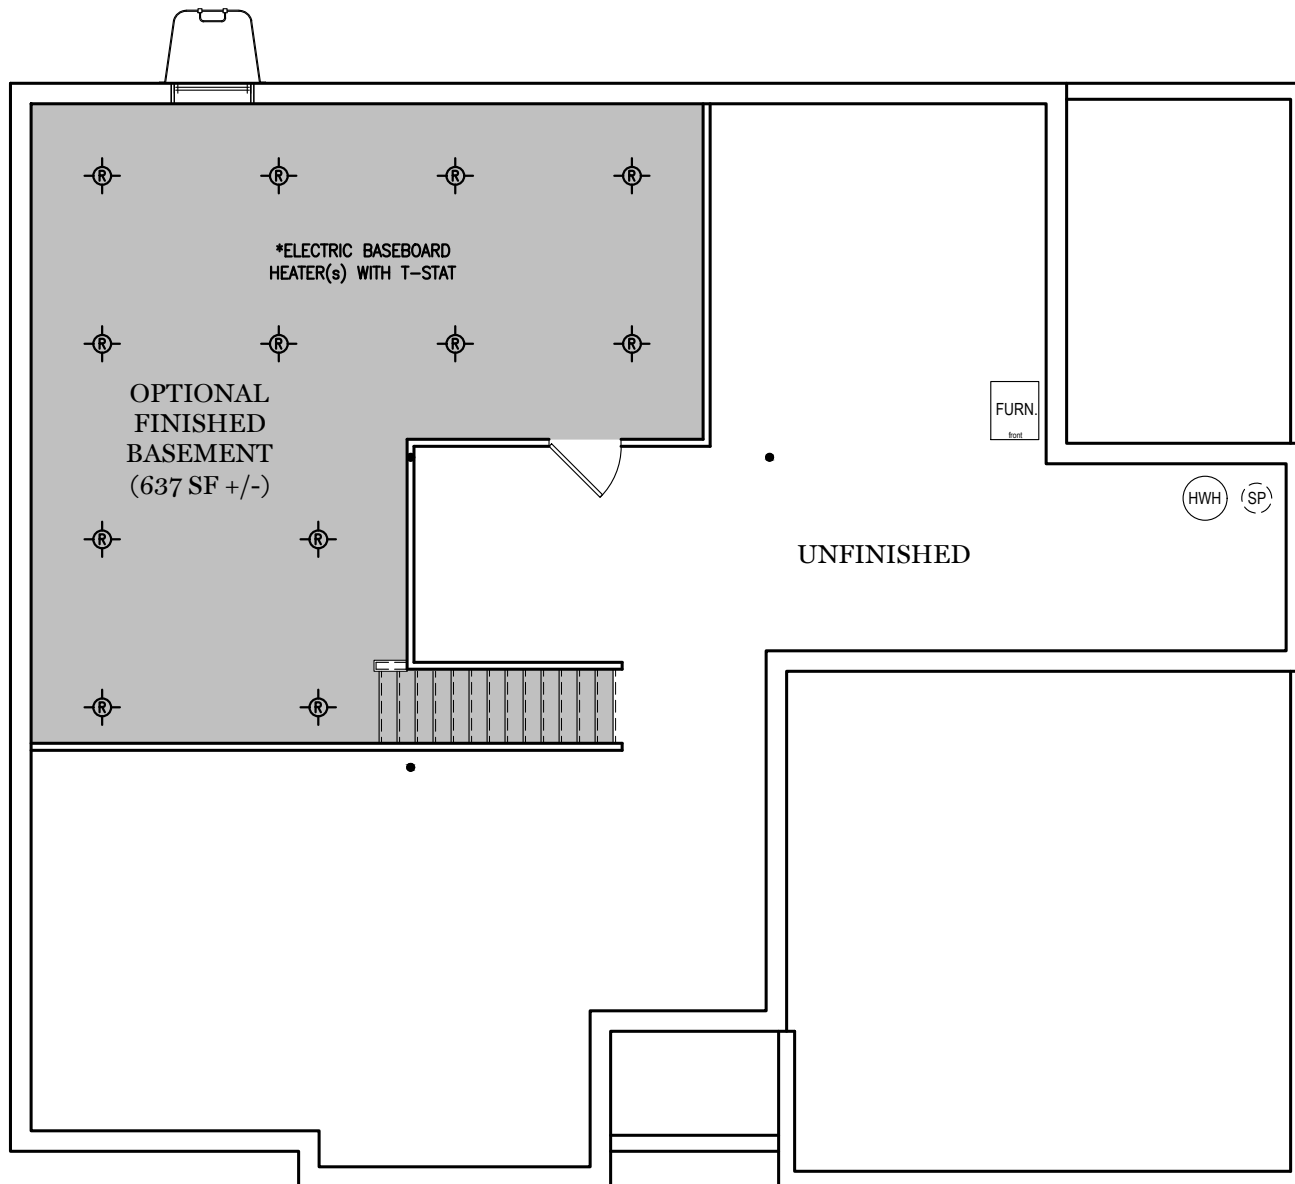 R R R R
*ELECTRIC BASEBOARD
HEATER(s) WITH T-STAT
R R R R
OPTIONAL
FINISHED
BASEMENT
(637 SF +/-)
FURN.
front
HWH SP
R R
UNFINISHED
R R